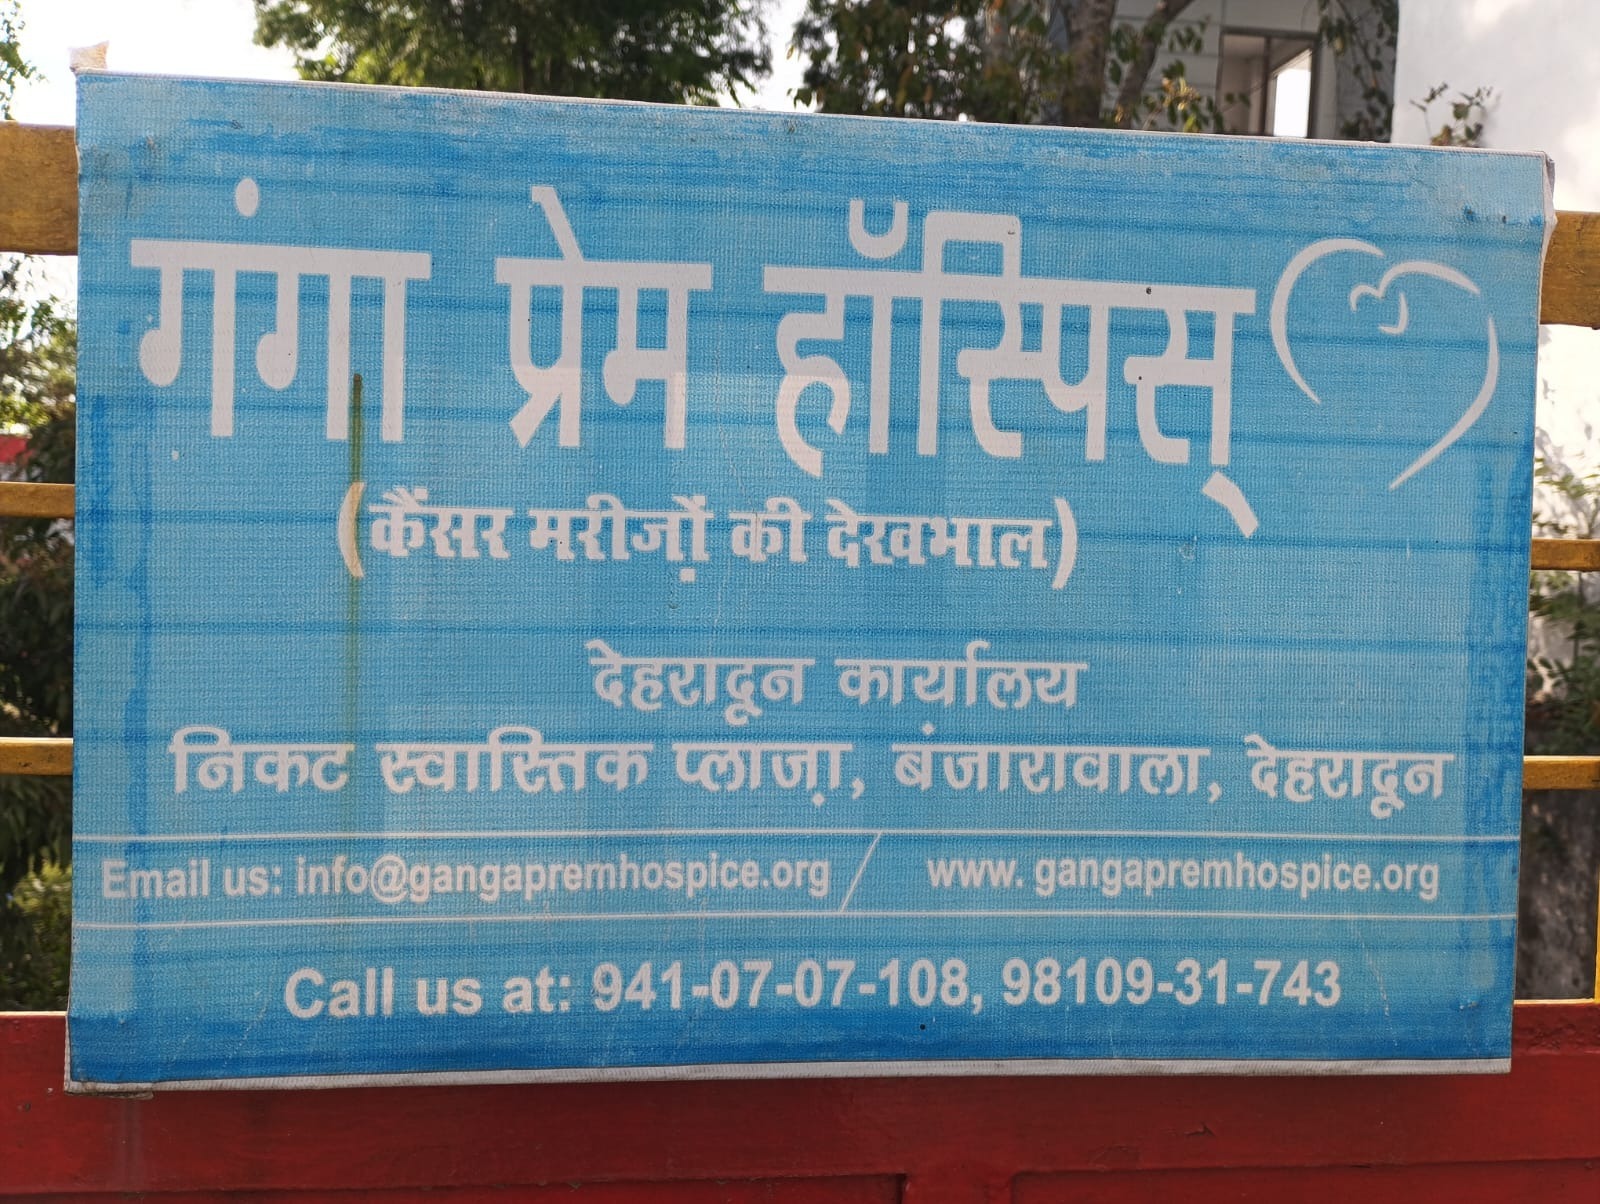 गंगा प्रेम हॉस्पिस्
(कैंसर मरीजा़ें की देखभाल)
देहरादून कार्यालय
निकट स्वास्तिक प्लाजा़, बंजारावाला, देहरादून
Email us: info@gangapremhospice.org / www. gangapremhospice.org
Call us at: 941-07-07-108, 98109-31-743